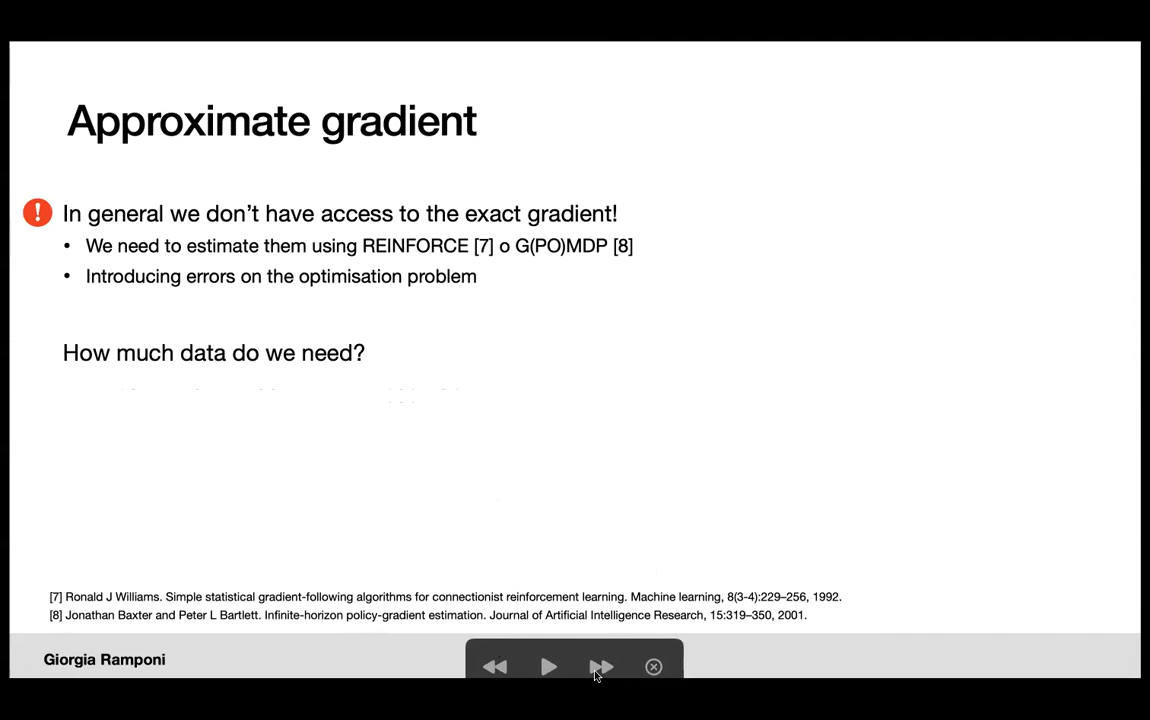 Approximate gradient
In general we don't have access to the exact gradient!
• We need to estimate them using REINFORCE [7] o G(PO)MDP [8]
• Introducing errors on the optimisation problem
How much data do we need?
[7] Ronald J Williams. Simple statistical gradient-following algorithms for connectionist reinforcement learning. Machine learning, 8(3-4):229–256, 1992.
[8] Jonathan Baxter and Peter L Bartlett. Infinite-horizon policy-gradient estimation. Journal of Artificial Intelligence Research, 15:319–350, 2001.
Giorgia Ramponi